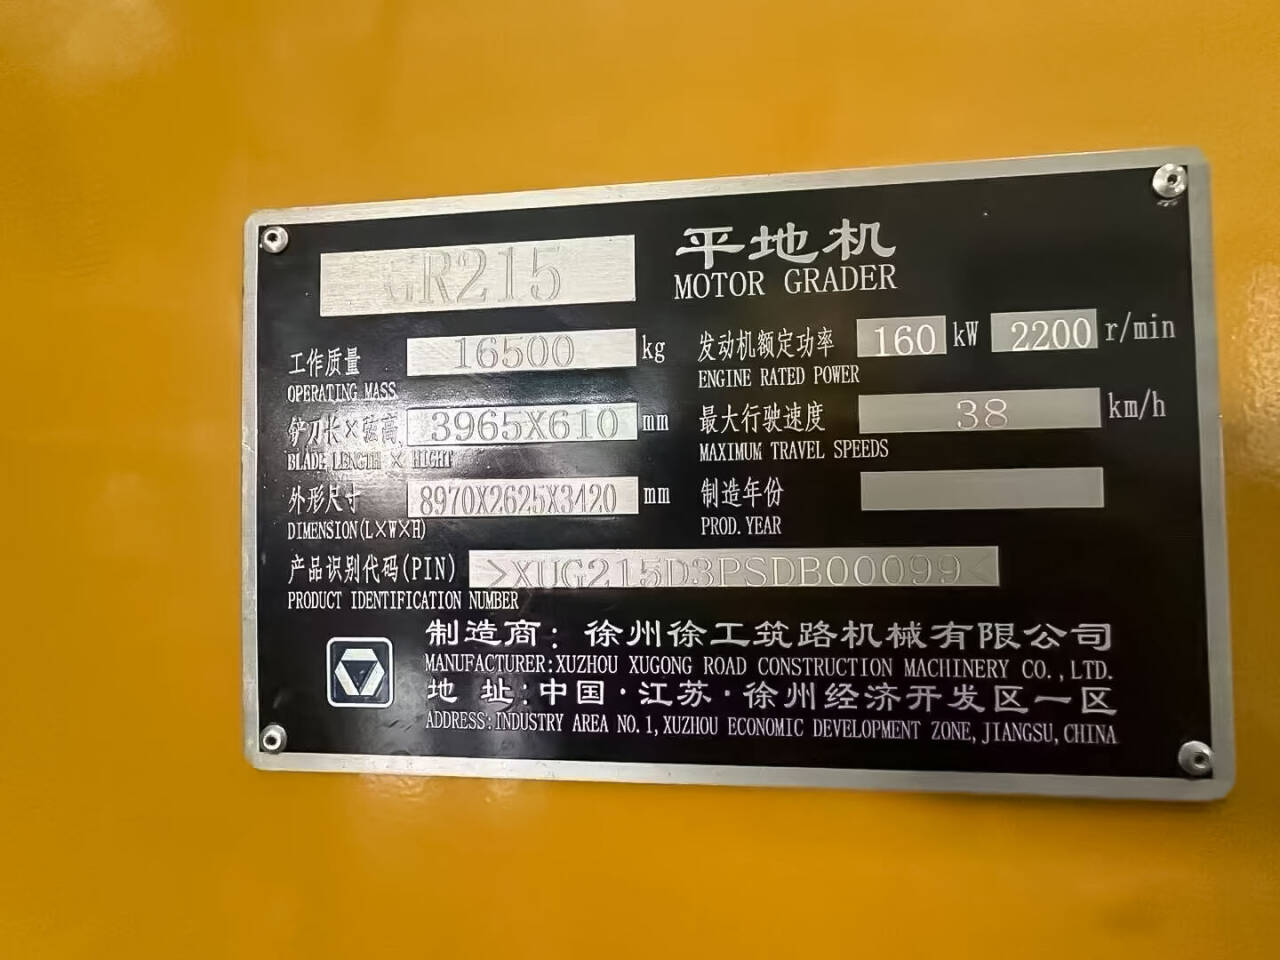 GR215
平地机
MOTOR GRADER
工作质量 16500 kg
OPERATING MASS
发动机额定功率 160 kW 2200 r/min
ENGINE RATED POWER
铲刀长×弦高 3965X610 mm
BLADE LENGTH × HIGHT
最大行驶速度 38 km/h
MAXIMUM TRAVEL SPEEDS
外形尺寸 8970X2625X3420 mm
DIMENSION(L×W×H)
制造年份
PROD. YEAR
产品识别代码(PIN) >XUG215D3PSDB00099<
PRODUCT IDENTIFICATION NUMBER
制造商: 徐州徐工筑路机械有限公司
MANUFACTURER:XUZHOU XUGONG ROAD CONSTRUCTION MACHINERY CO.,LTD.
地 址:中国·江苏·徐州经济开发区一区
ADDRESS:INDUSTRY AREA NO.1,XUZHOU ECONOMIC DEVELOPMENT ZONE,JIANGSU,CHINA